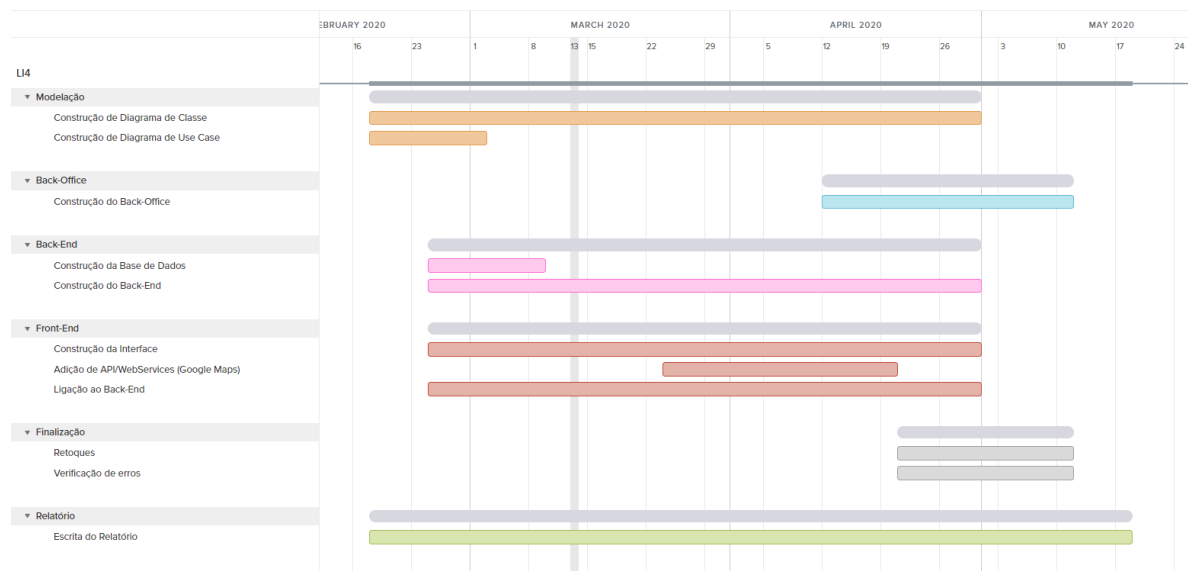 EBRUARY 2020 MARCH 2020 APRIL 2020 MAY 2020
16 23 1 8 13 15 22 29 5 12 19 26 3 10 17 24
LI4
Modelação
Construção de Diagrama de Classe
Construção de Diagrama de Use Case
Back-Office
Construção do Back-Office
Back-End
Construção da Base de Dados
Construção do Back-End
Front-End
Construção da Interface
Adição de API/WebServices (Google Maps)
Ligação ao Back-End
Finalização
Retoques
Verificação de erros
Relatório
Escrita do Relatório